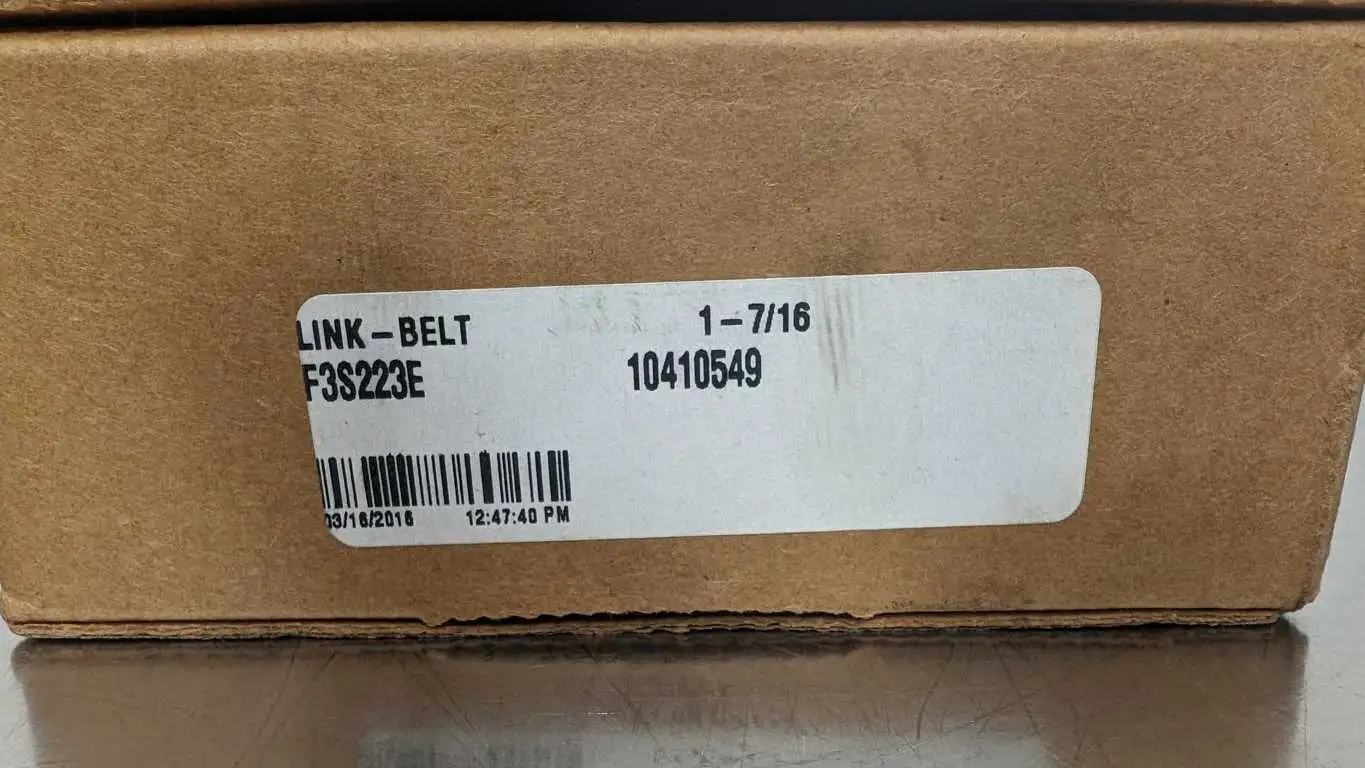 LINK-BELT 1-7/16
F3S223E 10410549
03/16/2016 12:47:40 PM